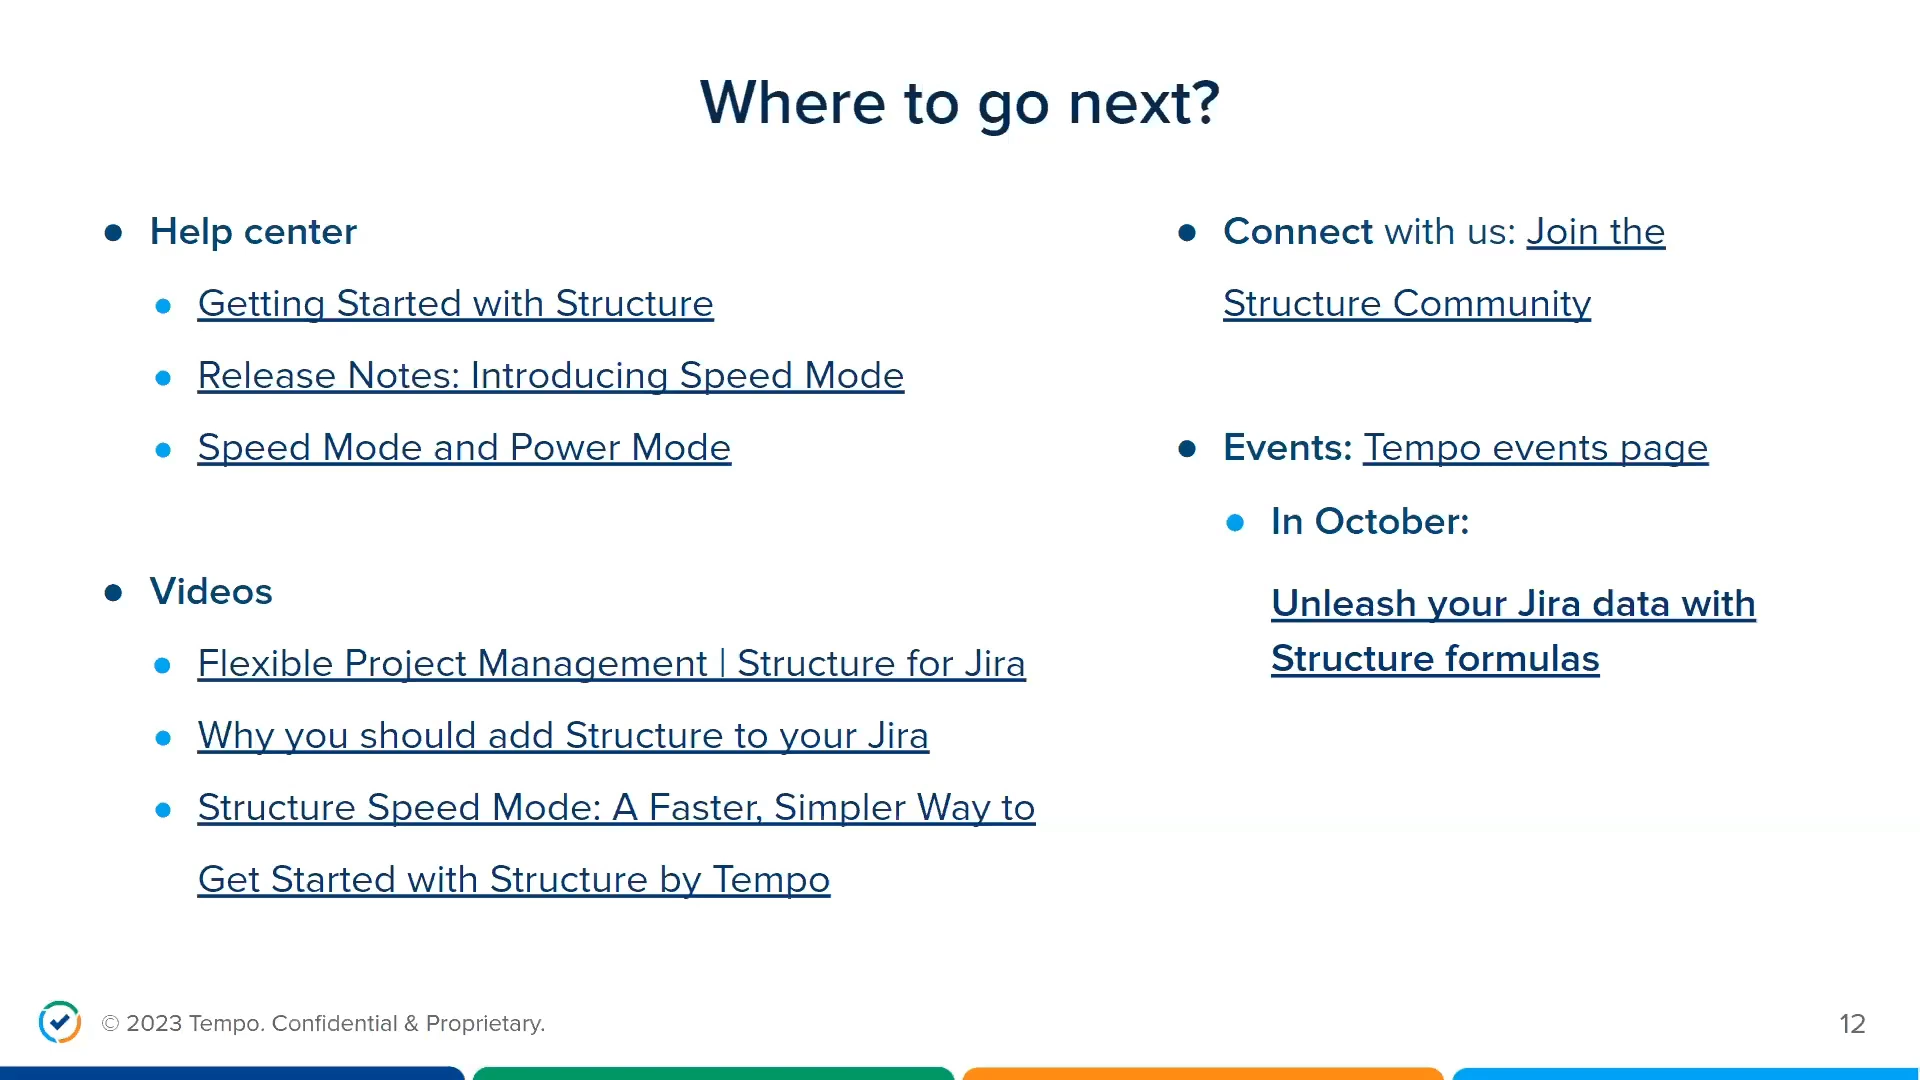 Where to go next?
Help center
Getting Started with Structure
Release Notes: Introducing Speed Mode
Speed Mode and Power Mode
Videos
Flexible Project Management | Structure for Jira
Why you should add Structure to your Jira
Structure Speed Mode: A Faster, Simpler Way to
Get Started with Structure by Tempo
Connect with us: Join the
Structure Community
Events: Tempo events page
In October:
Unleash your Jira data with
Structure formulas
© 2023 Tempo. Confidential & Proprietary.
12